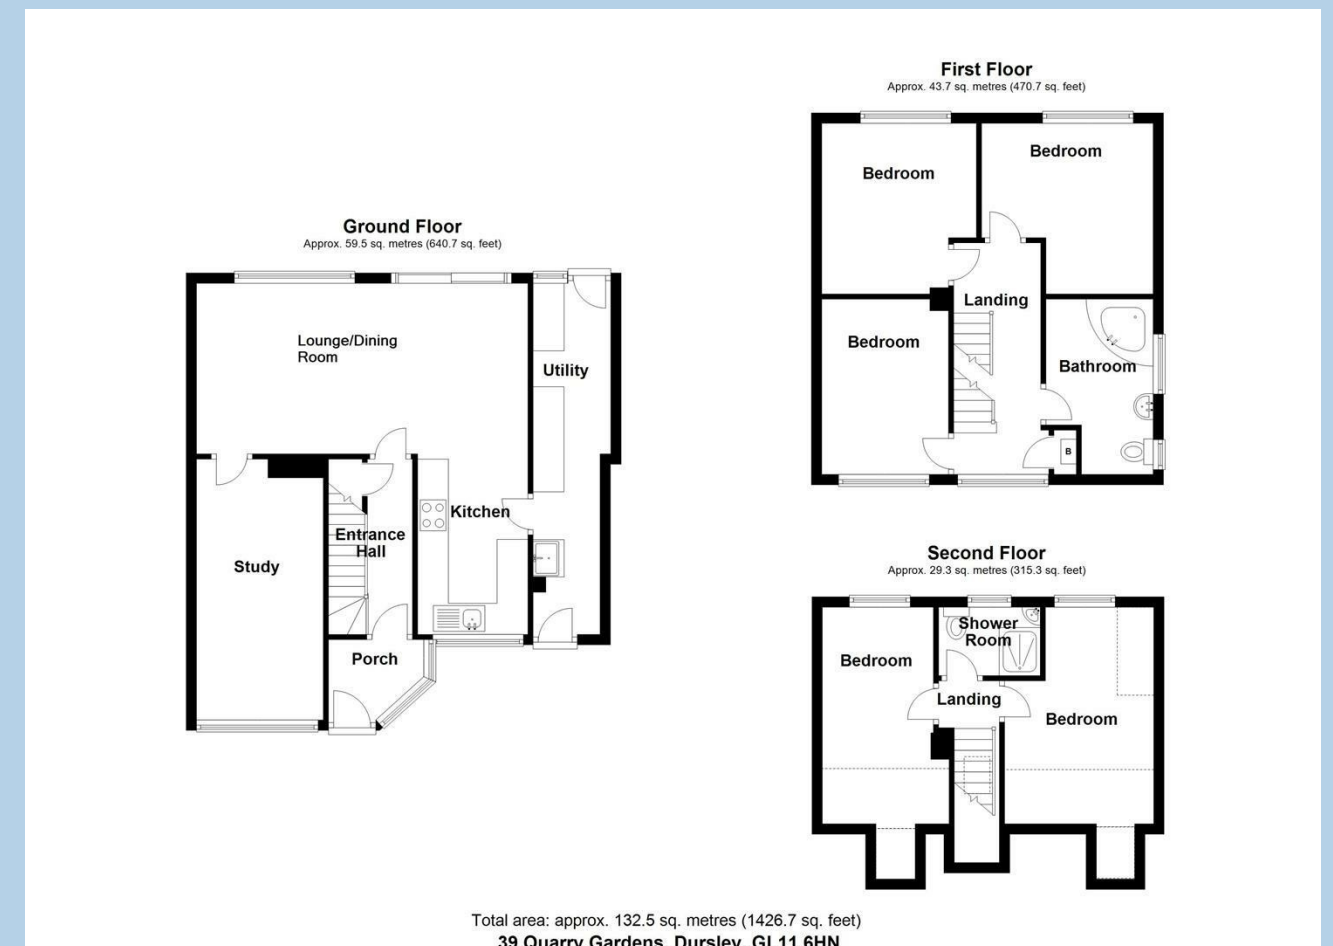 Ground Floor
Approx. 59.5 sq. metres (640.7 sq. feet)
Lounge/Dining
Room
Utility
Kitchen
Entrance
Hall
Study
Porch
First Floor
Approx. 43.7 sq. metres (470.7 sq. feet)
Bedroom
Bedroom
Landing
Bedroom
Bathroom
B
Second Floor
Approx. 29.3 sq. metres (315.3 sq. feet)
Shower
Room
Bedroom
Landing
Bedroom
Total area: approx. 132.5 sq. metres (1426.7 sq. feet)
39 Quarry Gardens, Dursley, GL11 6HN